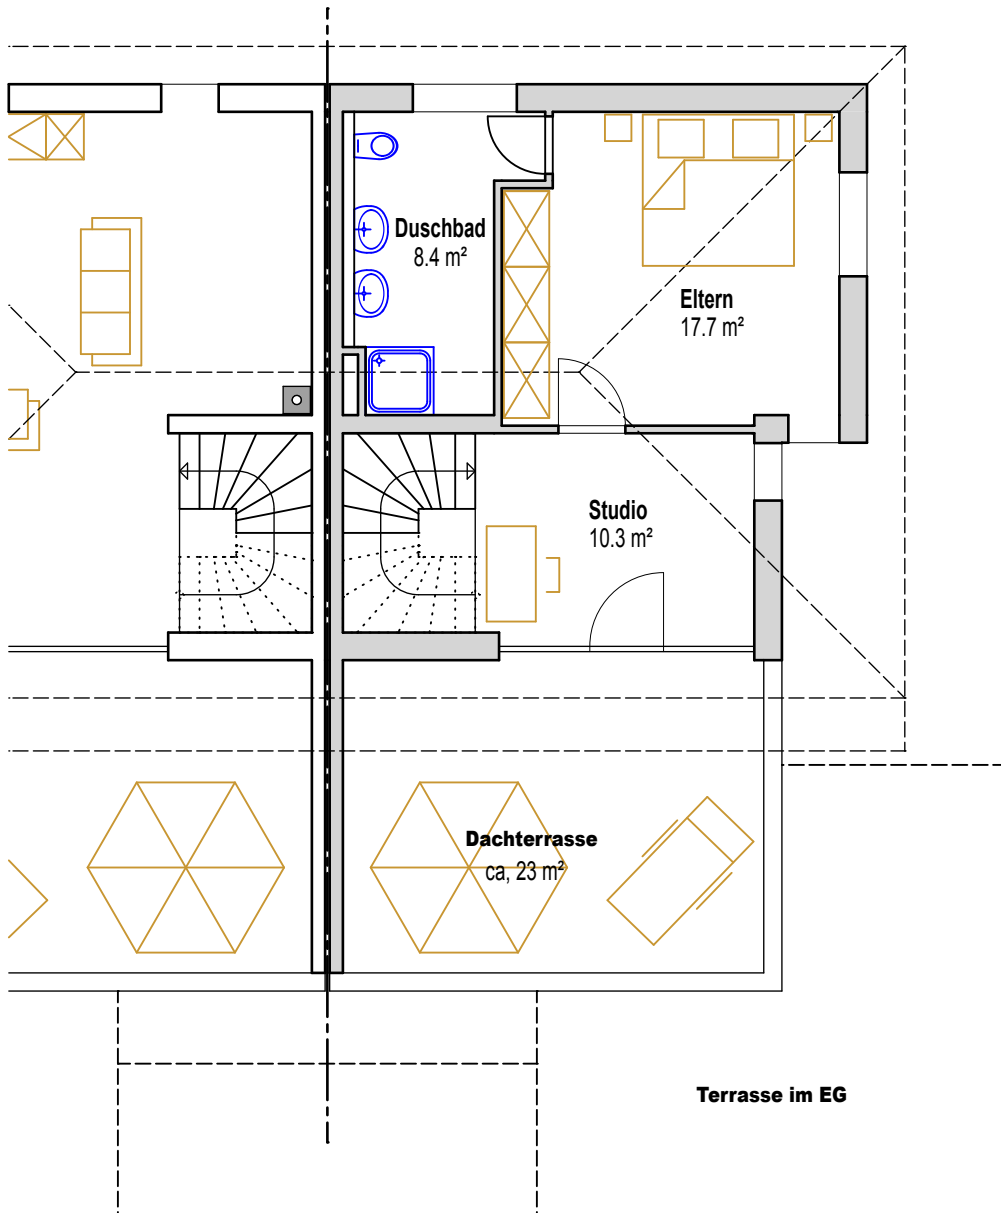 Duschbad
8.4 m²
Eltern
17.7 m²
Studio
10.3 m²
Dachterrasse
ca, 23 m²
Terrasse im EG